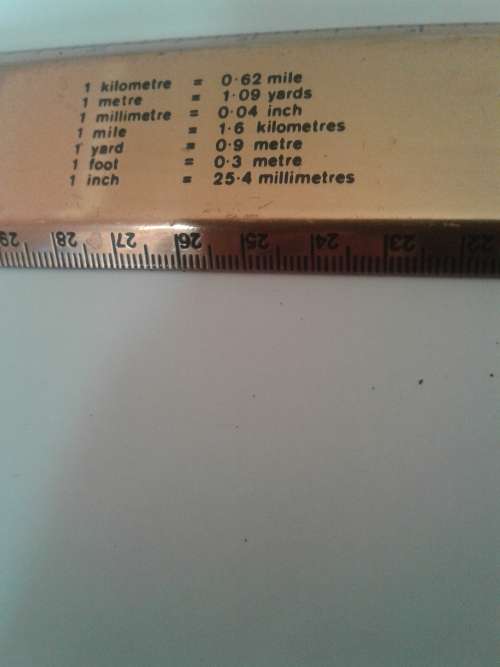 1 kilometre = 0·62 mile
1 metre = 1·09 yards
1 millimetre = 0·04 inch
1 mile = 1·6 kilometres
1 yard = 0·9 metre
1 foot = 0·3 metre
1 inch = 25·4 millimetres
29 28 27 26 25 24 23 22